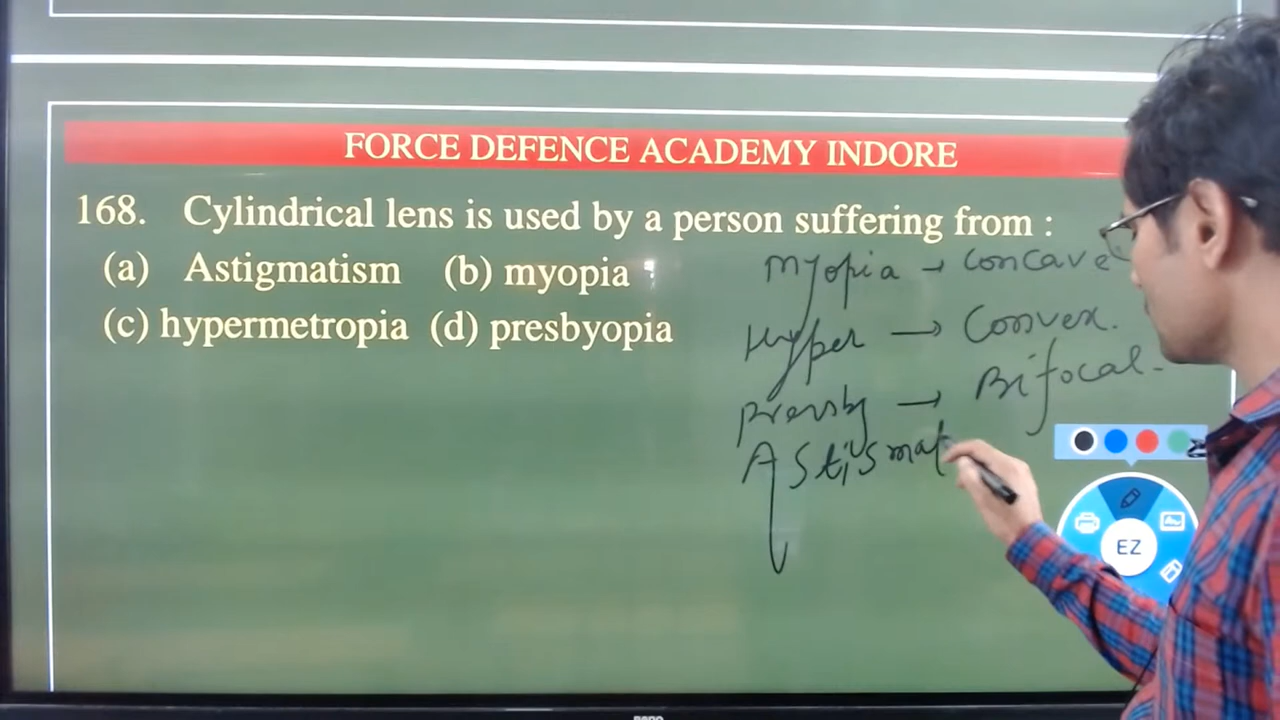 FORCE DEFENCE ACADEMY INDORE
168. Cylindrical lens is used by a person suffering from :
(a) Astigmatism (b) myopia
(c) hypermetropia (d) presbyopia
Myopia → Concave
Hyper → Convex.
Presby → Bifocal.
Astigmat
EZ